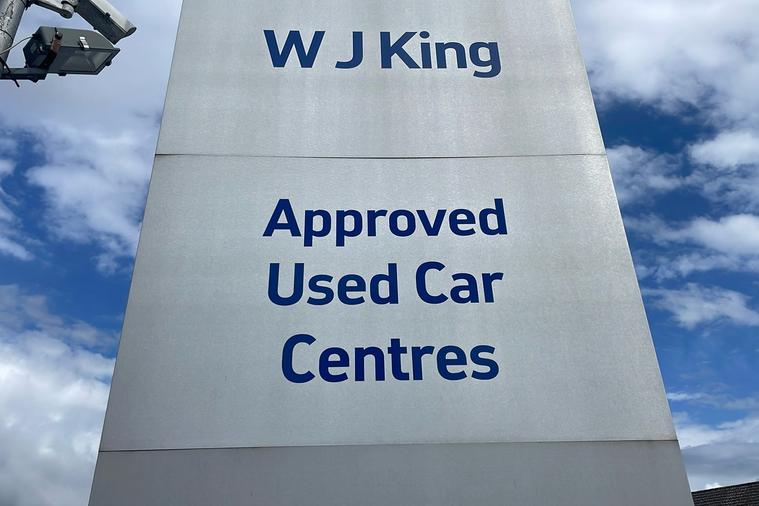 W J King
Approved
Used Car
Centres